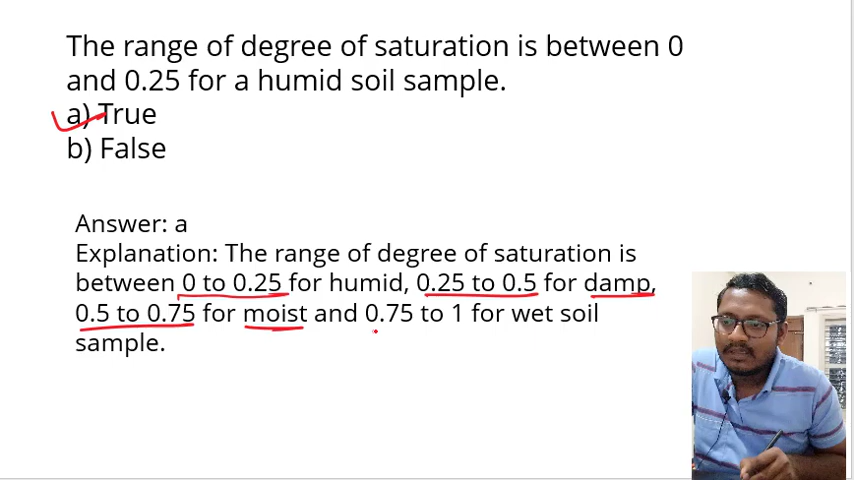 The range of degree of saturation is between 0
and 0.25 for a humid soil sample.
a) True
b) False
Answer: a
Explanation: The range of degree of saturation is
between 0 to 0.25 for humid, 0.25 to 0.5 for damp,
0.5 to 0.75 for moist and 0.75 to 1 for wet soil
sample.